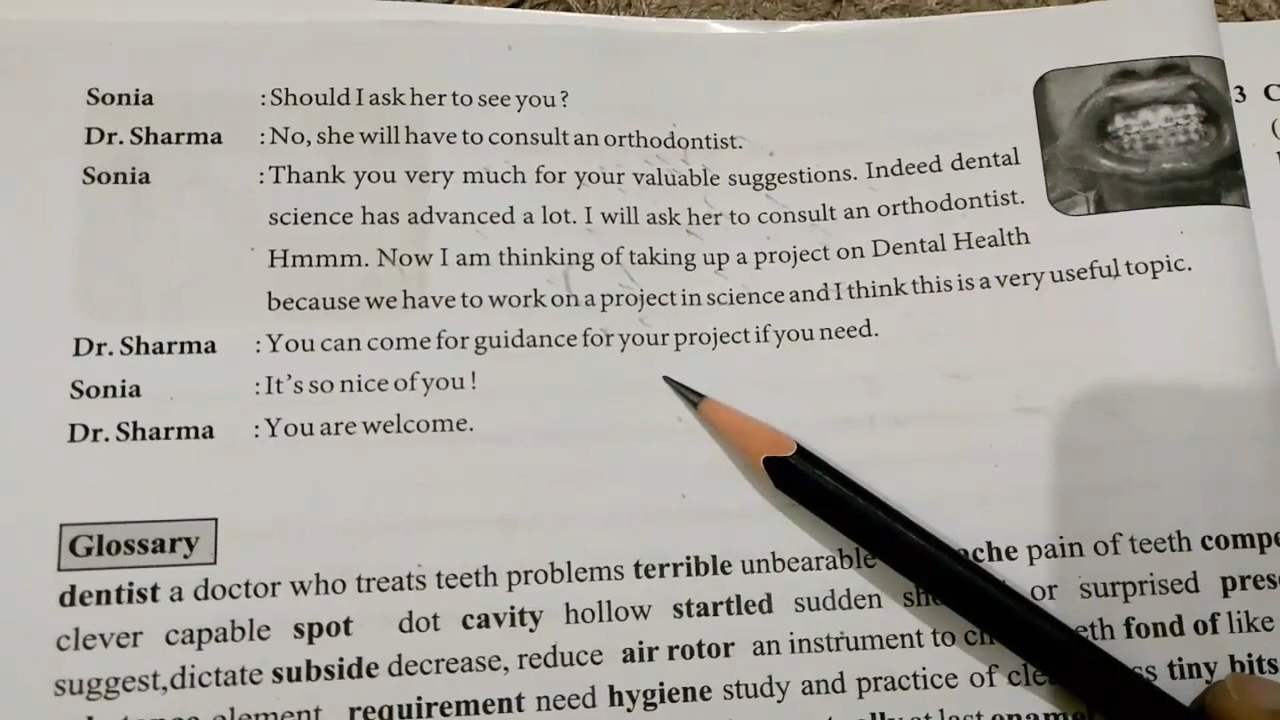 Sonia : Should I ask her to see you ?
Dr. Sharma : No, she will have to consult an orthodontist.
Sonia : Thank you very much for your valuable suggestions. Indeed dental
science has advanced a lot. I will ask her to consult an orthodontist.
Hmmm. Now I am thinking of taking up a project on Dental Health
because we have to work on a project in science and I think this is a very useful topic.
Dr. Sharma : You can come for guidance for your project if you need.
Sonia : It's so nice of you !
Dr. Sharma : You are welcome.
3
Glossary
dentist a doctor who treats teeth problems terrible unbearable pain of teeth
clever capable spot dot cavity hollow startled sudden or surprised
suggest,dictate subside decrease, reduce air rotor an instrument to fond of like
element requirement need hygiene study and practice of tiny bits
at last